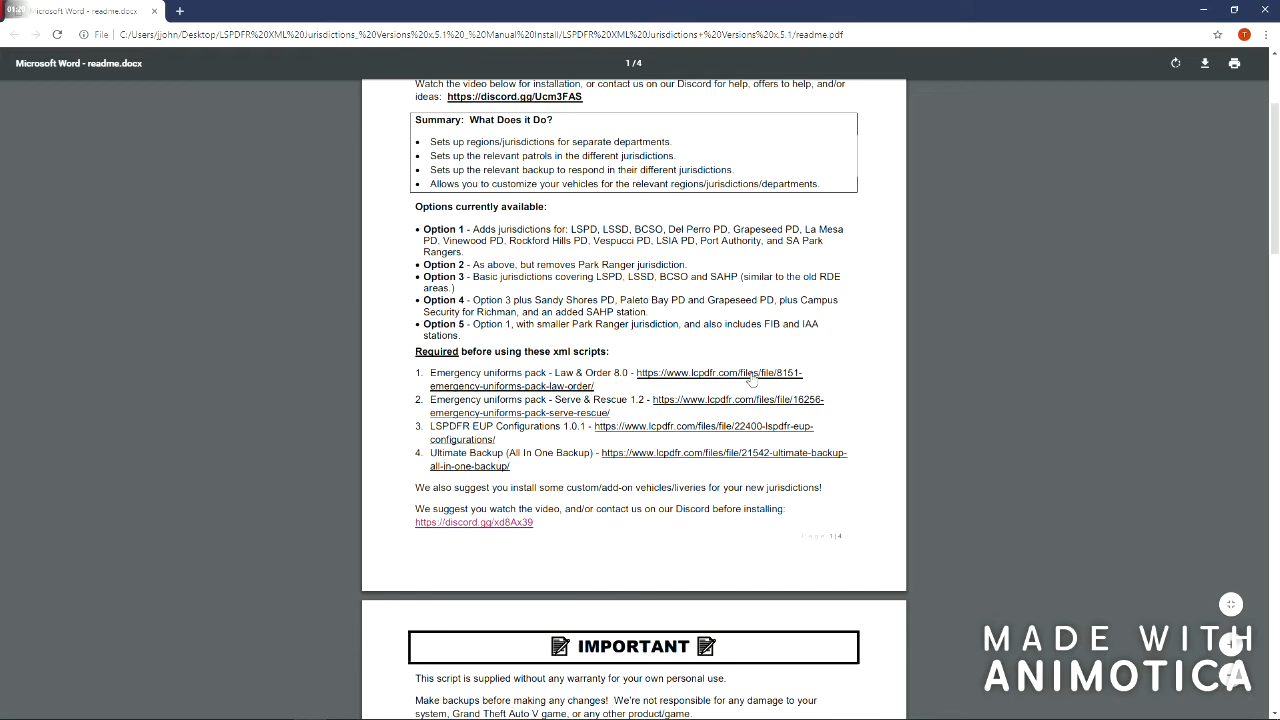 01:20
Microsoft Word - readme.docx
File
C:/Users/jjohn/Desktop/LSPDFR%20XML%20Jurisdictions_%20Versions%20x.5.1%20_%20Manual%20Install/LSPDFR%20XML%20Jurisdictions+%20Versions%20x.5.1/readme.pdf
T
Microsoft Word - readme.docx
1 / 4
Watch the video below for installation, or contact us on our Discord for help, offers to help, and/or
ideas: https://discord.gg/Ucm3FAS
Summary: What Does it Do?
• Sets up regions/jurisdictions for separate departments.
• Sets up the relevant patrols in the different jurisdictions.
• Sets up the relevant backup to respond in their different jurisdictions.
• Allows you to customize your vehicles for the relevant regions/jurisdictions/departments.
Options currently available:
• Option 1 - Adds jurisdictions for: LSPD, LSSD, BCSO, Del Perro PD, Grapeseed PD, La Mesa
PD, Vinewood PD, Rockford Hills PD, Vespucci PD, LSIA PD, Port Authority, and SA Park
Rangers.
• Option 2 - As above, but removes Park Ranger jurisdiction.
• Option 3 - Basic jurisdictions covering LSPD, LSSD, BCSO and SAHP (similar to the old RDE
areas.)
• Option 4 - Option 3 plus Sandy Shores PD, Paleto Bay PD and Grapeseed PD, plus Campus
Security for Richman, and an added SAHP station.
• Option 5 - Option 1, with smaller Park Ranger jurisdiction, and also includes FIB and IAA
stations.
Required before using these xml scripts:
1. Emergency uniforms pack - Law & Order 8.0 - https://www.lcpdfr.com/files/file/8151-
emergency-uniforms-pack-law-order/
2. Emergency uniforms pack - Serve & Rescue 1.2 - https://www.lcpdfr.com/files/file/16256-
emergency-uniforms-pack-serve-rescue/
3. LSPDFR EUP Configurations 1.0.1 - https://www.lcpdfr.com/files/file/22400-lspdfr-eup-
configurations/
4. Ultimate Backup (All In One Backup) - https://www.lcpdfr.com/files/file/21542-ultimate-backup-
all-in-one-backup/
We also suggest you install some custom/add-on vehicles/liveries for your new jurisdictions!
We suggest you watch the video, and/or contact us on our Discord before installing:
https://discord.gg/xd8Ax39
Page 1|4
IMPORTANT
This script is supplied without any warranty for your own personal use.
Make backups before making any changes! We're not responsible for any damage to your
system, Grand Theft Auto V game, or any other product/game.
MADE WITH
ANIMOTICA